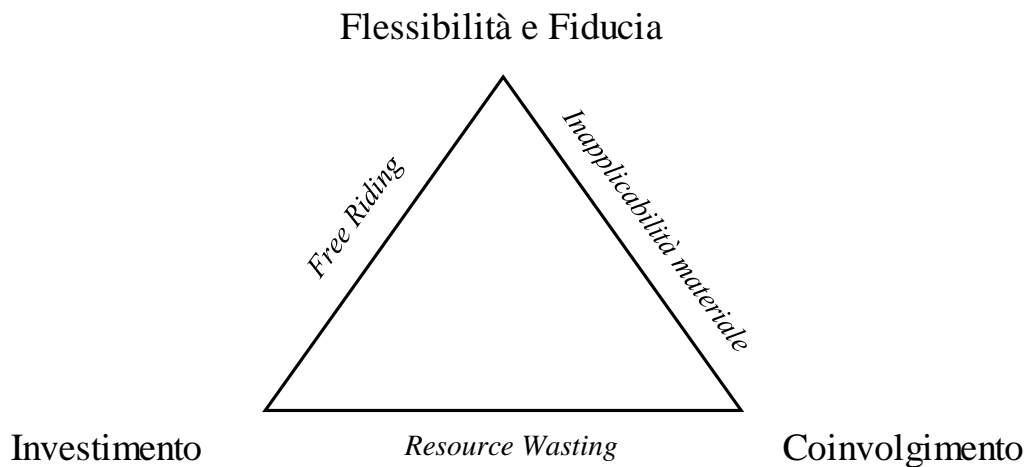 Flessibilità e Fiducia
Free Riding
Inapplicabilità materiale
Investimento
Resource Wasting
Coinvolgimento